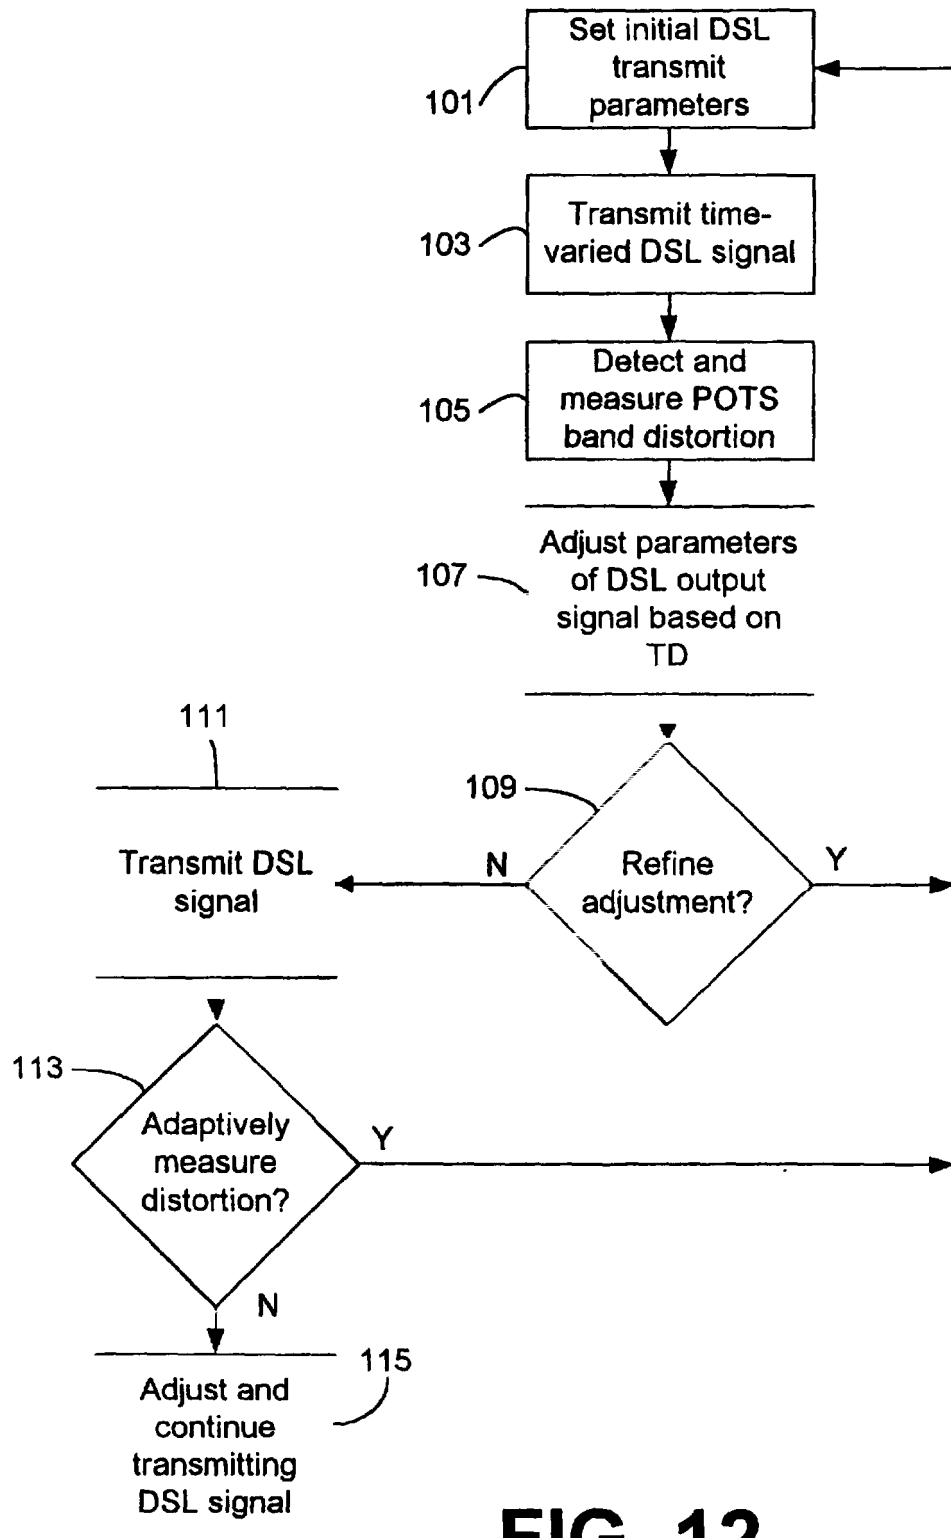 Set initial DSL
transmit
parameters
101
Transmit time-
varied DSL signal
103
Detect and
measure POTS
band distortion
105
Adjust parameters
of DSL output
signal based on
TD
107
111
109
Transmit DSL
signal
N
Refine
adjustment?
Y
113
Adaptively
measure
distortion?
Y
N
115
Adjust and
continue
transmitting
DSL signal
FIG. 12